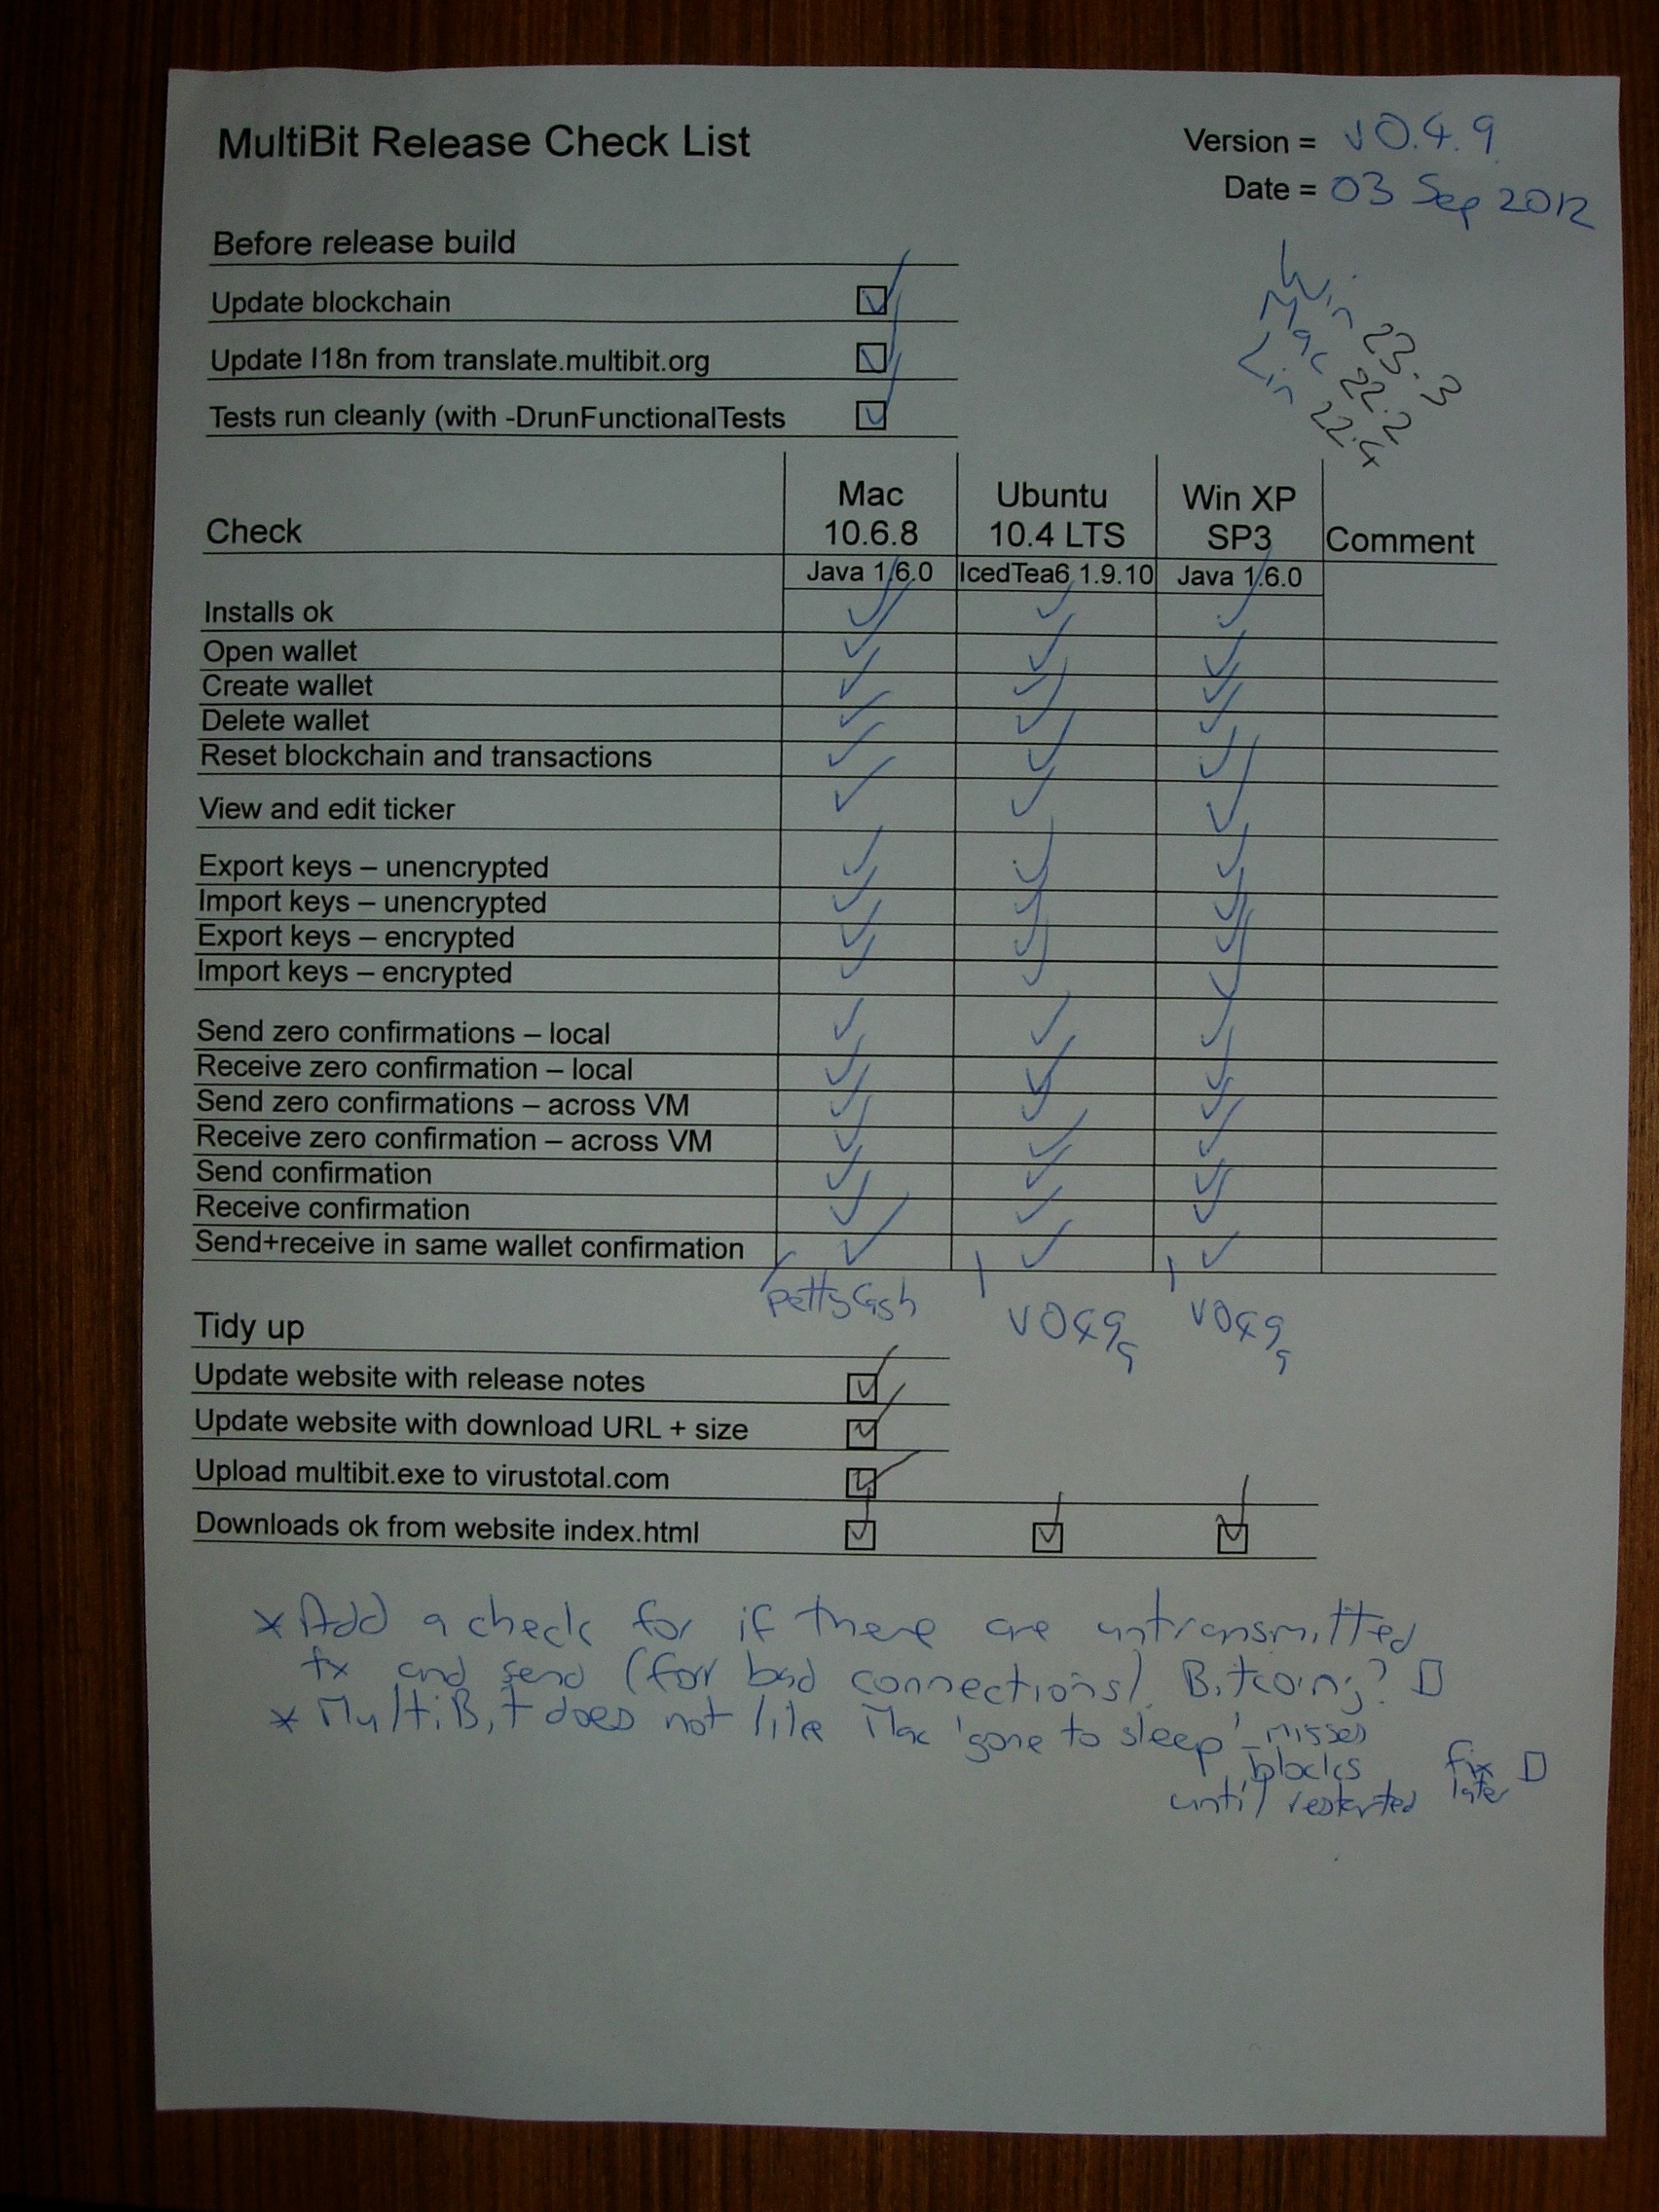 MultiBit Release Check List
Version = v0.4.9
Date = 03 Sep 2012
Before release build
Update blockchain
Update I18n from translate.multibit.org
Tests run cleanly (with -DrunFunctionalTests
Win 23.3
Mac 22.2
Lin 22.4
Check Mac 10.6.8 Ubuntu 10.4 LTS Win XP SP3 Comment
Java 1.6.0 IcedTea6 1.9.10 Java 1.6.0
Installs ok
Open wallet
Create wallet
Delete wallet
Reset blockchain and transactions
View and edit ticker
Export keys – unencrypted
Import keys – unencrypted
Export keys – encrypted
Import keys – encrypted
Send zero confirmations – local
Receive zero confirmation – local
Send zero confirmations – across VM
Receive zero confirmation – across VM
Send confirmation
Receive confirmation
Send+receive in same wallet confirmation
pettyCash v049 v049
Tidy up
Update website with release notes
Update website with download URL + size
Upload multibit.exe to virustotal.com
Downloads ok from website index.html
* Add a check for if there are untransmitted
tx and send (for bad connections). Bitcoinj?
* MultiBit does not like Mac 'gone to sleep' - misses
blocks fix
until restarted later